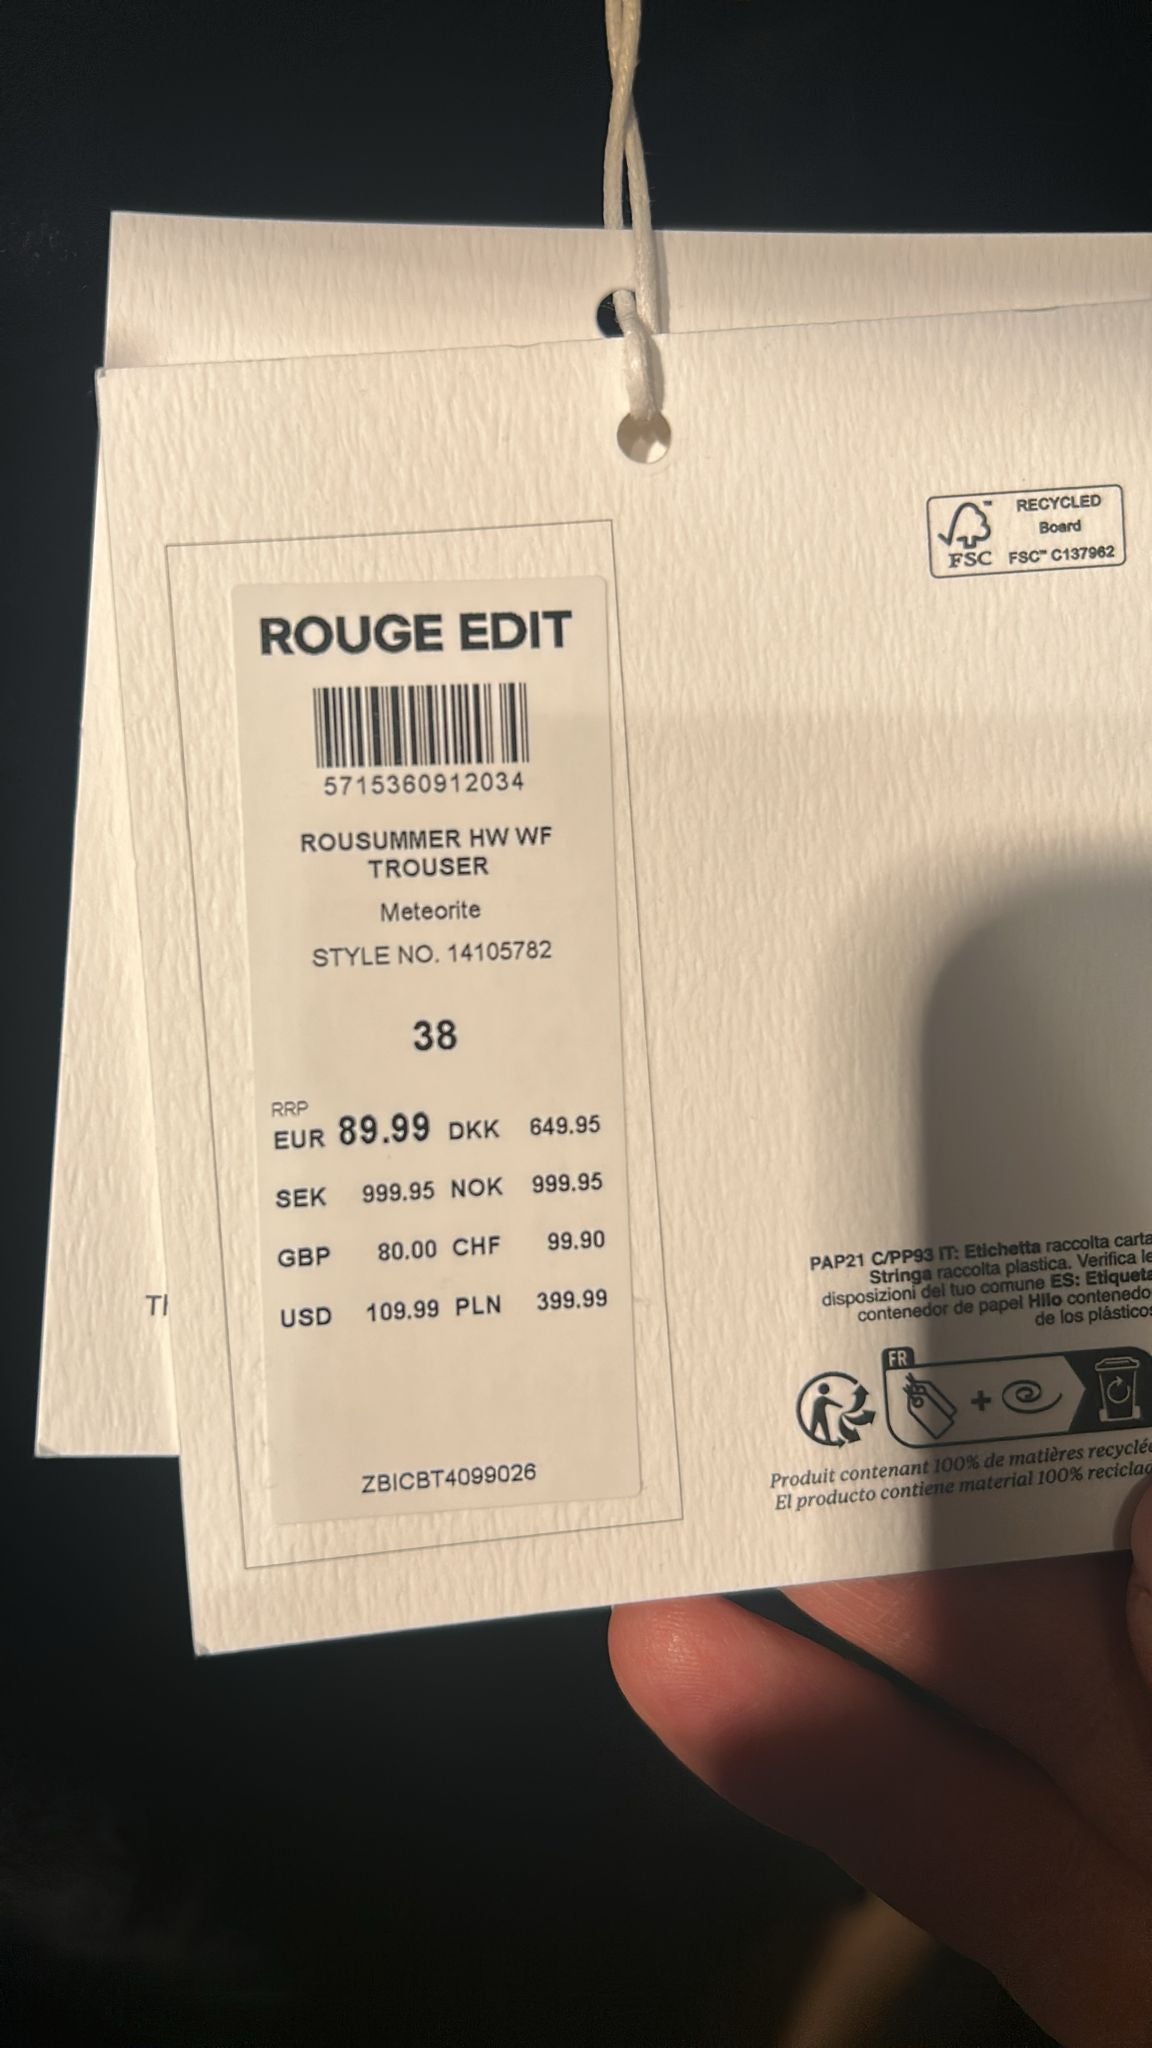 RECYCLED
Board
FSC
FSC™ C137962
ROUGE EDIT
5715360912034
ROUSUMMER HW WF
TROUSER
Meteorite
STYLE NO. 14105782
38
RRP
EUR 89.99 DKK 649.95
SEK 999.95 NOK 999.95
GBP 80.00 CHF 99.90
USD 109.99 PLN 399.99
ZBICBT4099026
PAP21 C/PP93 IT: Etichetta raccolta carta
Stringa raccolta plastica. Verifica le
disposizioni del tuo comune ES: Etiqueta
contenedor de papel Hilo contenedo
de los plásticos
FR
+
Produit contenant 100% de matières recyclé
El producto contiene material 100% recicla